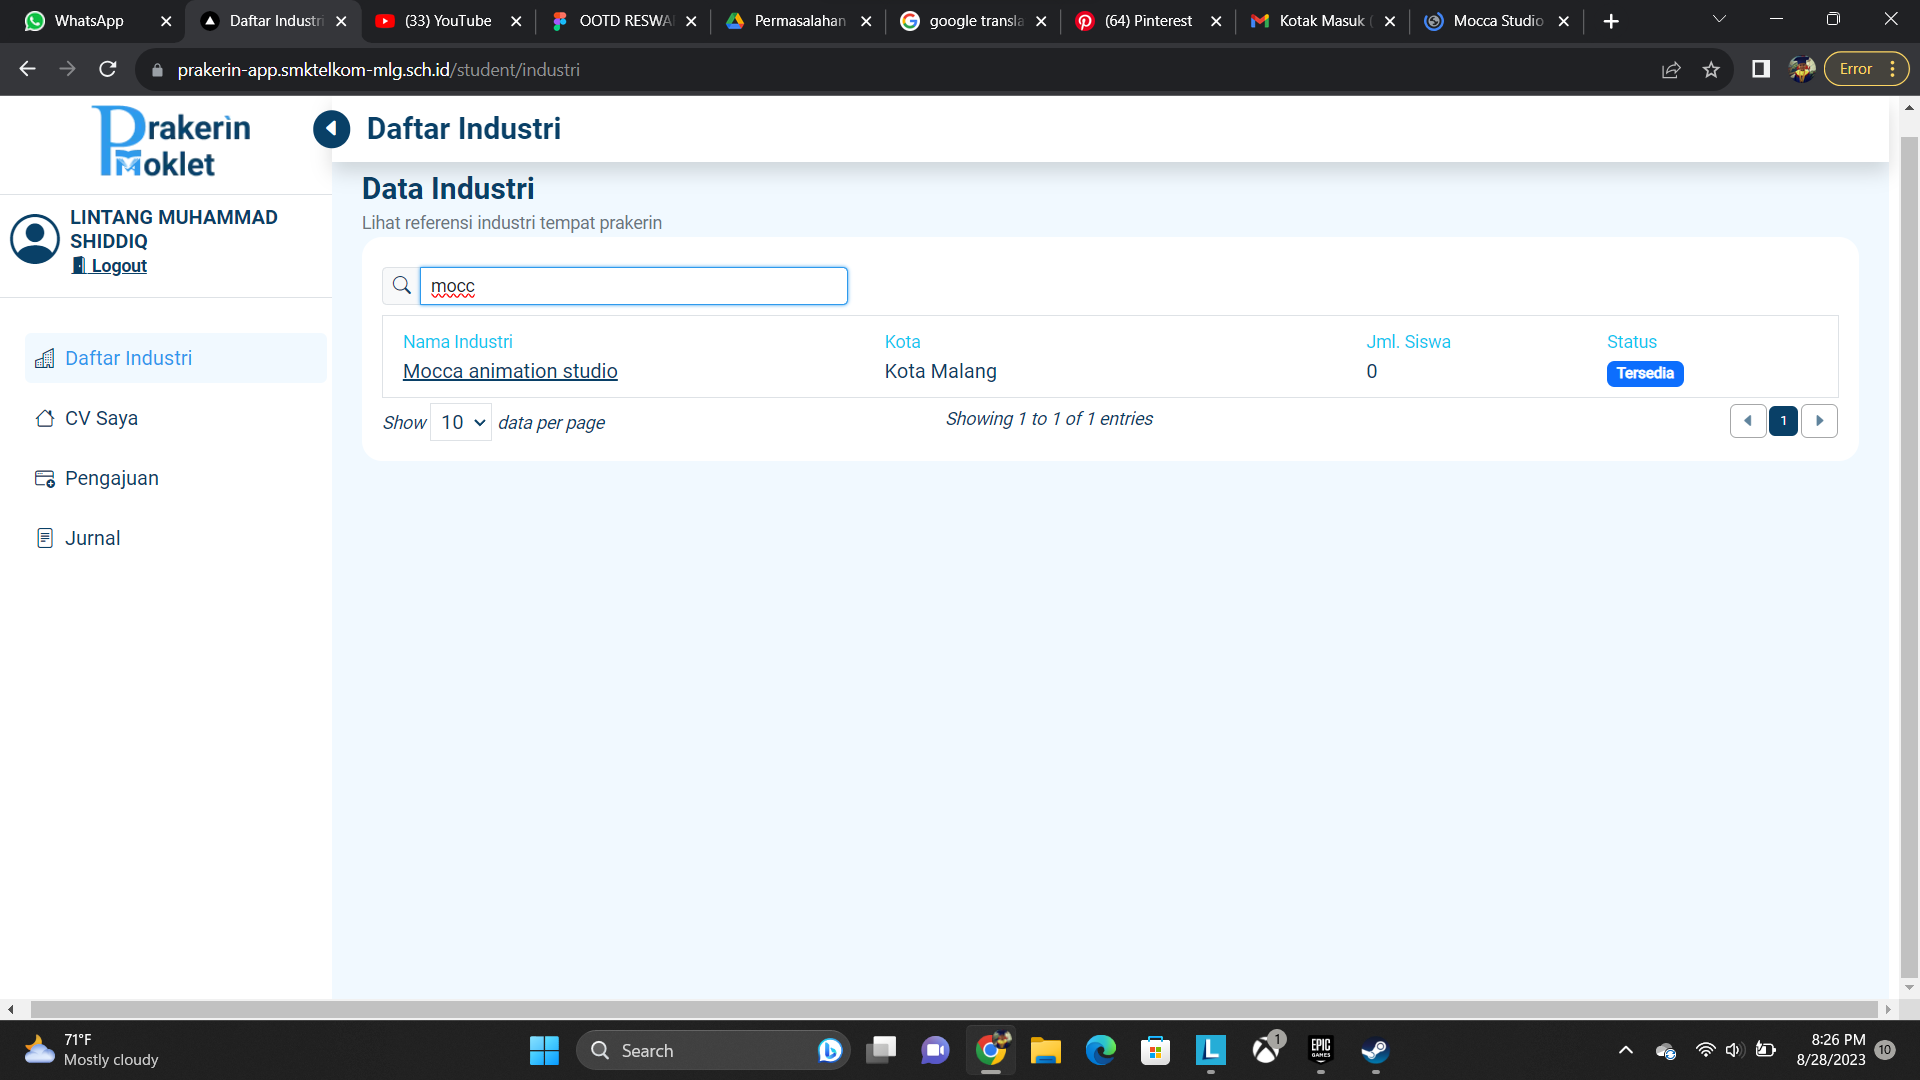 WhatsApp
Daftar Industri
(33) YouTube
OOTD RESWA
Permasalahan
google transla
(64) Pinterest
Kotak Masuk (
Mocca Studio
prakerin-app.smktelkom-mlg.sch.id/student/industri
Error
Prakerin
Moklet
Daftar Industri
LINTANG MUHAMMAD
SHIDDIQ
Logout
Daftar Industri
CV Saya
Pengajuan
Jurnal
Data Industri
Lihat referensi industri tempat prakerin
mocc
Nama Industri Kota Jml. Siswa Status
Mocca animation studio Kota Malang 0 Tersedia
Show 10 data per page Showing 1 to 1 of 1 entries 1
71°F
Mostly cloudy
Search
L
1
EPIC
GAMES
8:26 PM
8/28/2023
10